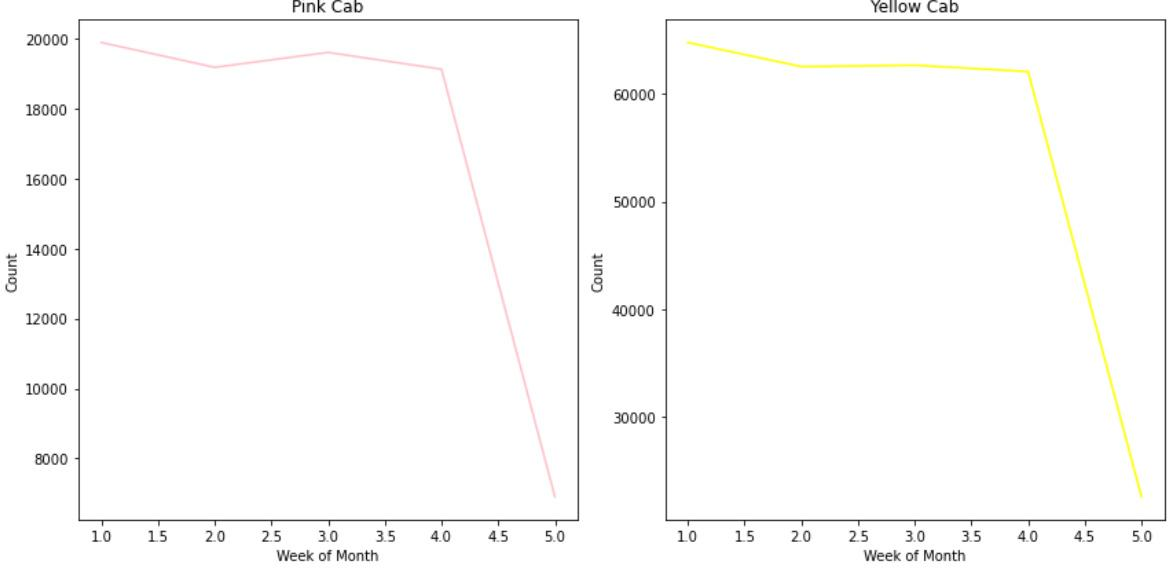 Pink Cab
20000
18000
16000
14000
12000
10000
8000
Count
1.0 1.5 2.0 2.5 3.0 3.5 4.0 4.5 5.0
Week of Month
Yellow Cab
60000
50000
40000
30000
Count
1.0 1.5 2.0 2.5 3.0 3.5 4.0 4.5 5.0
Week of Month